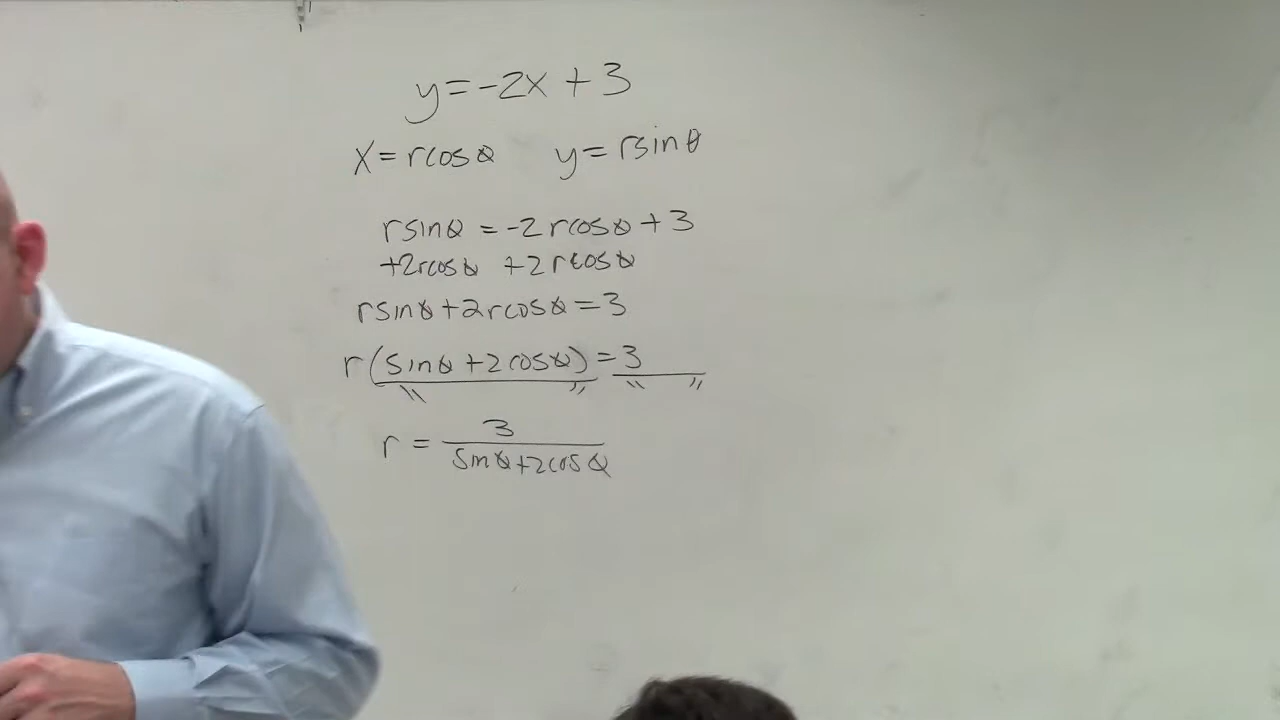 y=-2x+3
x=rcosθ y=rsinθ
rsinθ=-2rcosθ+3
+2rcosθ +2rcosθ
rsinθ+2rcosθ=3
r(sinθ+2cosθ)=3
" " " "
r=3
sinθ+2cosθ